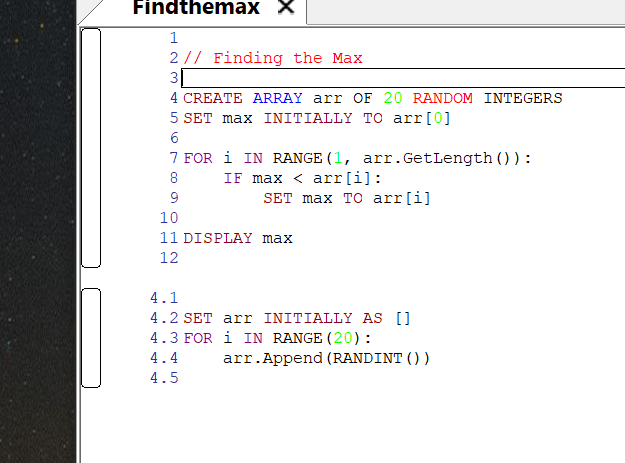 Findthemax X
1
2 // Finding the Max
3
4 CREATE ARRAY arr OF 20 RANDOM INTEGERS
5 SET max INITIALLY TO arr[0]
6
7 FOR i IN RANGE(1, arr.GetLength()):
8     IF max < arr[i]:
9         SET max TO arr[i]
10
11 DISPLAY max
12
4.1
4.2 SET arr INITIALLY AS []
4.3 FOR i IN RANGE(20):
4.4     arr.Append(RANDINT())
4.5